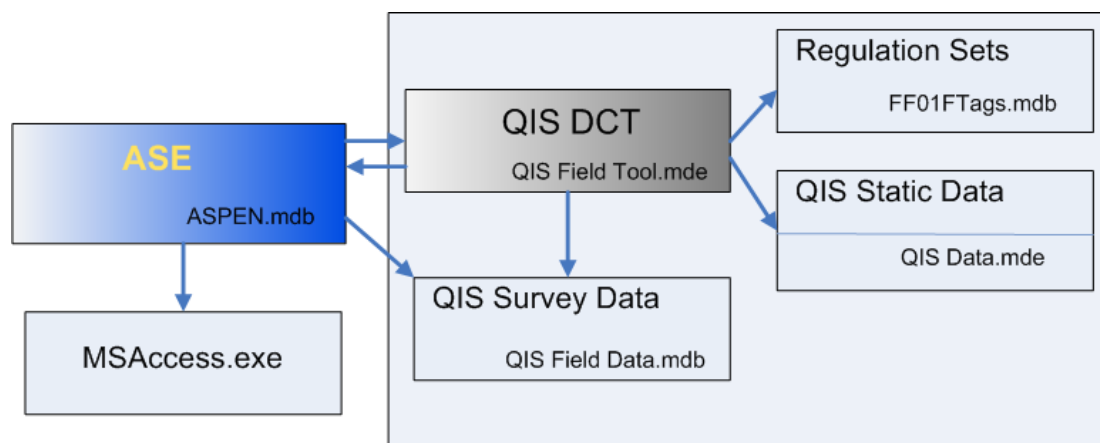 ASE
ASPEN.mdb
MSAccess.exe
QIS DCT
QIS Field Tool.mde
QIS Survey Data
QIS Field Data.mdb
Regulation Sets
FF01FTags.mdb
QIS Static Data
QIS Data.mde